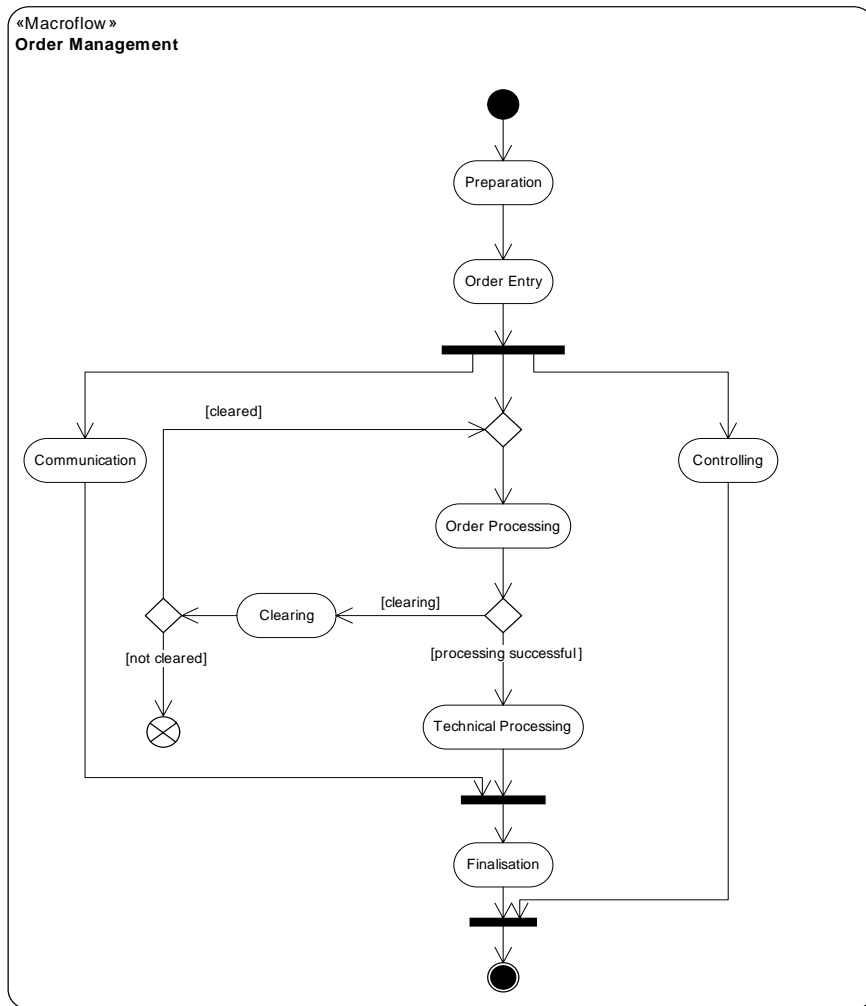 «Macroflow»
Order Management
Preparation
Order Entry
[cleared]
Communication
Controlling
Order Processing
[clearing]
Clearing
[not cleared]
[processing successful]
Technical Processing
Finalisation